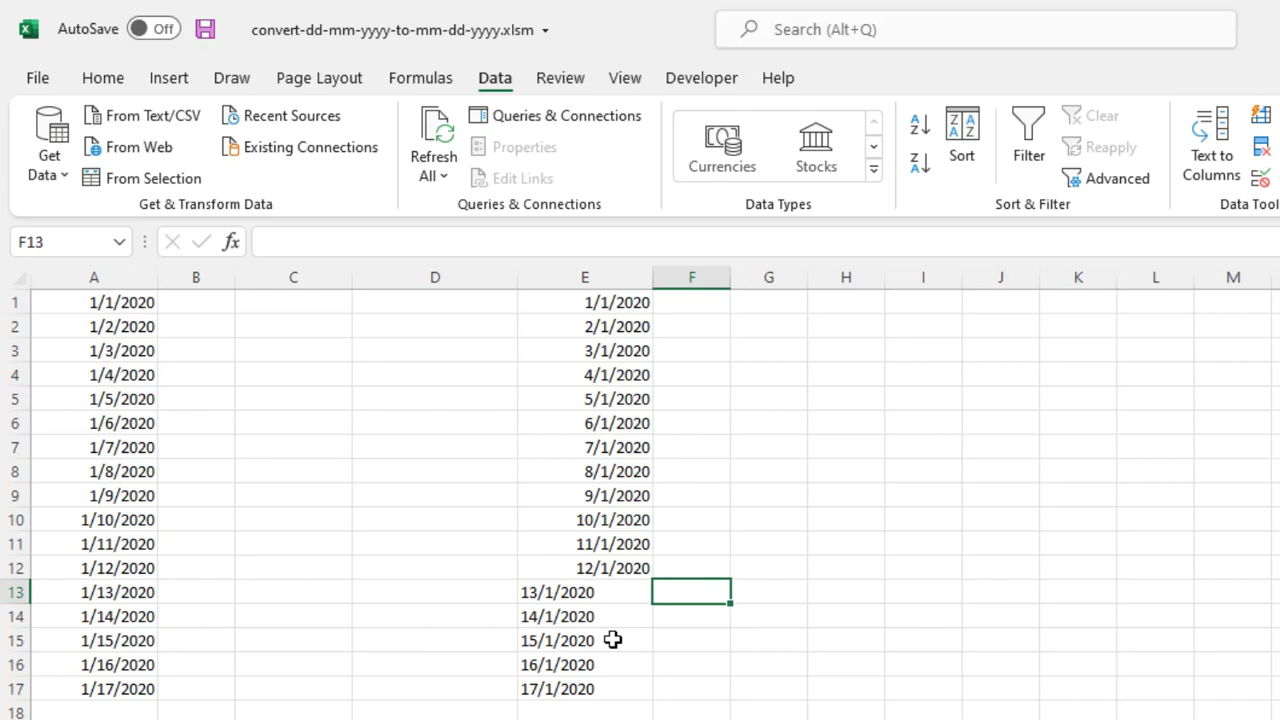 AutoSave Off convert-dd-mm-yyyy-to-mm-dd-yyyy.xlsm Search (Alt+Q)
File Home Insert Draw Page Layout Formulas Data Review View Developer Help
Get Data
From Text/CSV
From Web
From Selection
Recent Sources
Existing Connections
Get & Transform Data
Refresh All
Queries & Connections
Properties
Edit Links
Queries & Connections
Currencies Stocks
Data Types
A Z
Z A
Z A A Z
Sort
Filter
Clear
Reapply
Advanced
Sort & Filter
Text to Columns
Data Tool
F13 fx
A B C D E F G H I J K L M
1 1/1/2020 1/1/2020
2 1/2/2020 2/1/2020
3 1/3/2020 3/1/2020
4 1/4/2020 4/1/2020
5 1/5/2020 5/1/2020
6 1/6/2020 6/1/2020
7 1/7/2020 7/1/2020
8 1/8/2020 8/1/2020
9 1/9/2020 9/1/2020
10 1/10/2020 10/1/2020
11 1/11/2020 11/1/2020
12 1/12/2020 12/1/2020
13 1/13/2020 13/1/2020
14 1/14/2020 14/1/2020
15 1/15/2020 15/1/2020
16 1/16/2020 16/1/2020
17 1/17/2020 17/1/2020
18